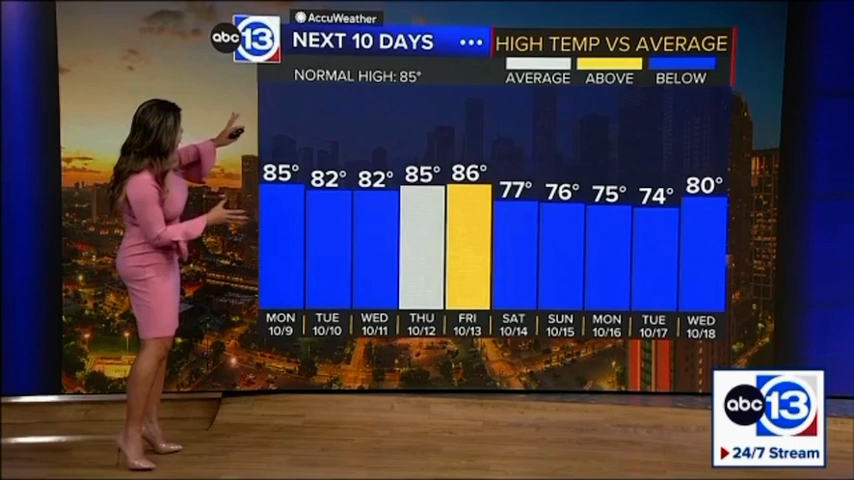 AccuWeather
abc 13
NEXT 10 DAYS
HIGH TEMP VS AVERAGE
NORMAL HIGH: 85°
AVERAGE ABOVE BELOW
85° 82° 82° 85° 86° 77° 76° 75° 74° 80°
MON TUE WED THU FRI SAT SUN MON TUE WED
10/9 10/10 10/11 10/12 10/13 10/14 10/15 10/16 10/17 10/18
abc 13
24/7 Stream